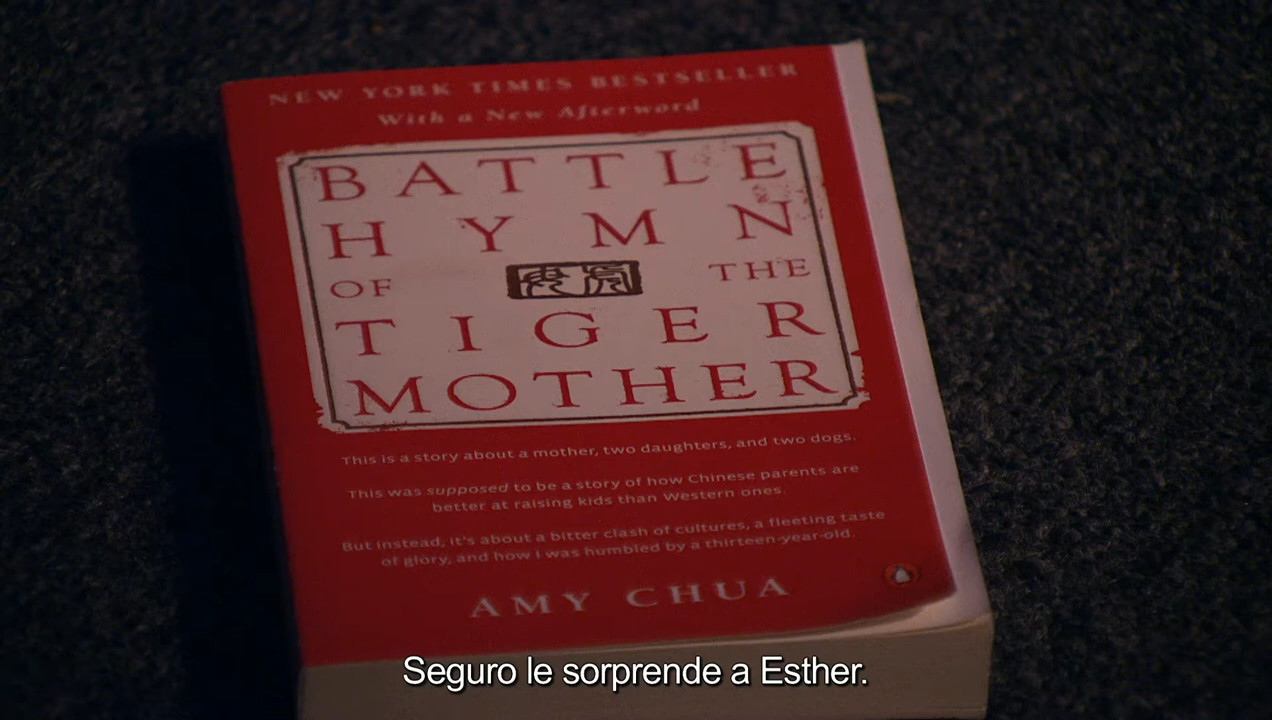 NEW YORK TIMES BESTSELLER
With a New Afterword
BATTLE
HYMN
OF THE
TIGER
MOTHER
This is a story about a mother, two daughters, and two dogs.
This was supposed to be a story of how Chinese parents are
better at raising kids than Western ones.
But instead, it's about a bitter clash of cultures, a fleeting taste
of glory, and how I was humbled by a thirteen-year-old.
AMY CHUA
Seguro le sorprende a Esther.